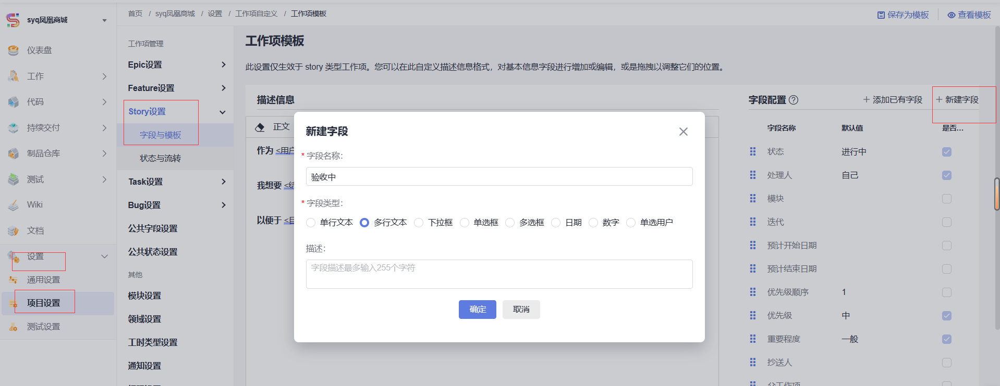 syq凤凰商城
仪表盘
工作
代码
持续交付
制品仓库
测试
Wiki
文档
设置
通用设置
项目设置
测试设置
首页 / syq凤凰商城 / 设置 / 工作项自定义 / 工作项模板
保存为模板
查看模板
工作项管理
Epic设置
Feature设置
Story设置
字段与模板
状态与流转
Task设置
Bug设置
公共字段设置
公共状态设置
其他
模块设置
领域设置
工时类型设置
通知设置
工作项模板
此设置仅生效于 story 类型工作项。您可以在此自定义描述信息格式，对基本信息字段进行增加或编辑，或是拖拽以调整它们的位置。
描述信息
正文
作为 <用户
我想要 <结
以便于 <目
新建字段
* 字段名称：
验收中
* 字段类型：
单行文本 多行文本 下拉框 单选框 多选框 日期 数字 单选用户
描述：
字段描述最多输入255个字符
确定 取消
字段配置 ? + 添加已有字段 + 新建字段
字段名称 默认值 是否...
状态 进行中
处理人 自己
模块
迭代
预计开始日期
预计结束日期
优先级顺序 1
优先级 中
重要程度 一般
抄送人
父工作项